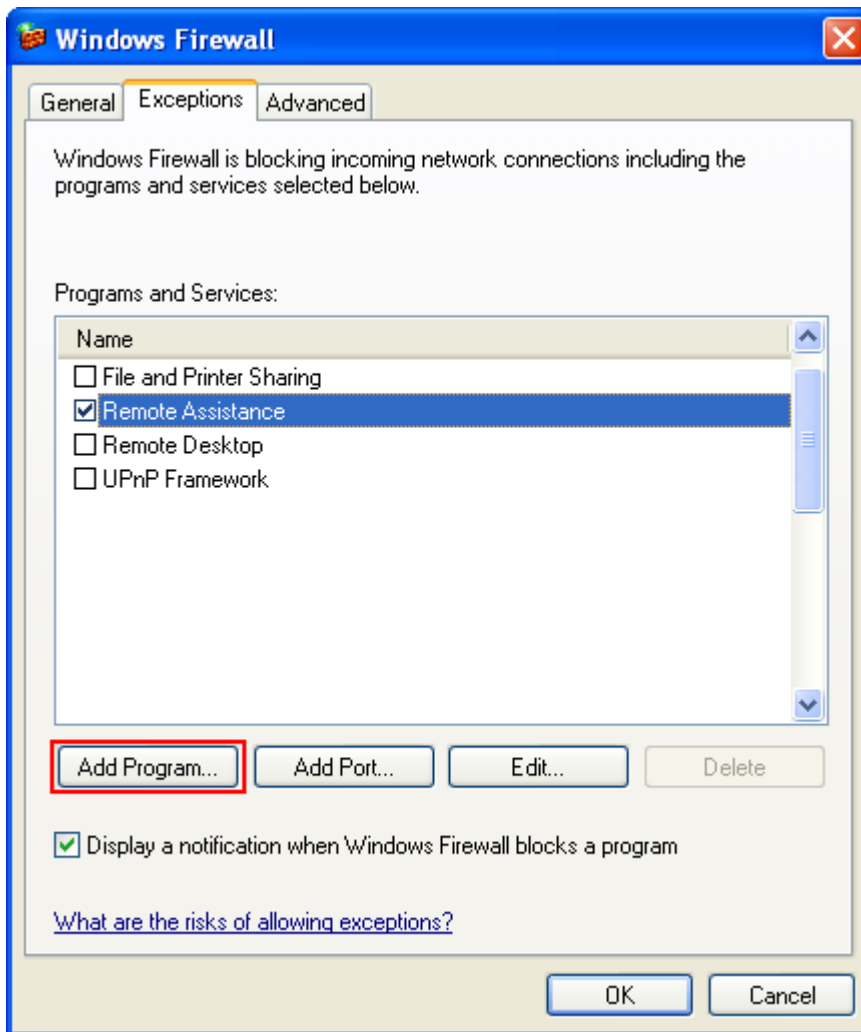 Windows Firewall
General Exceptions Advanced
Windows Firewall is blocking incoming network connections including the
programs and services selected below.
Programs and Services:
Name
File and Printer Sharing
Remote Assistance
Remote Desktop
UPnP Framework
Add Program... Add Port... Edit... Delete
Display a notification when Windows Firewall blocks a program
What are the risks of allowing exceptions?
OK Cancel